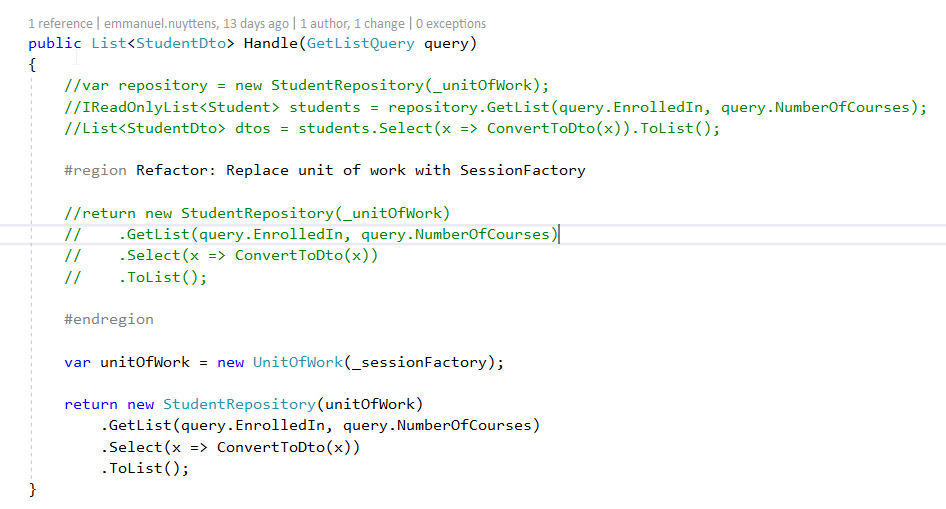 1 reference | emmanuel.nuyttens, 13 days ago | 1 author, 1 change | 0 exceptions
public List<StudentDto> Handle(GetListQuery query)
{
    //var repository = new StudentRepository(_unitOfWork);
    //IReadOnlyList<Student> students = repository.GetList(query.EnrolledIn, query.NumberOfCourses);
    //List<StudentDto> dtos = students.Select(x => ConvertToDto(x)).ToList();
    #region Refactor: Replace unit of work with SessionFactory
    //return new StudentRepository(_unitOfWork)
    //    .GetList(query.EnrolledIn, query.NumberOfCourses)
    //    .Select(x => ConvertToDto(x))
    //    .ToList();
    #endregion
    var unitOfWork = new UnitOfWork(_sessionFactory);
    return new StudentRepository(unitOfWork)
        .GetList(query.EnrolledIn, query.NumberOfCourses)
        .Select(x => ConvertToDto(x))
        .ToList();
}